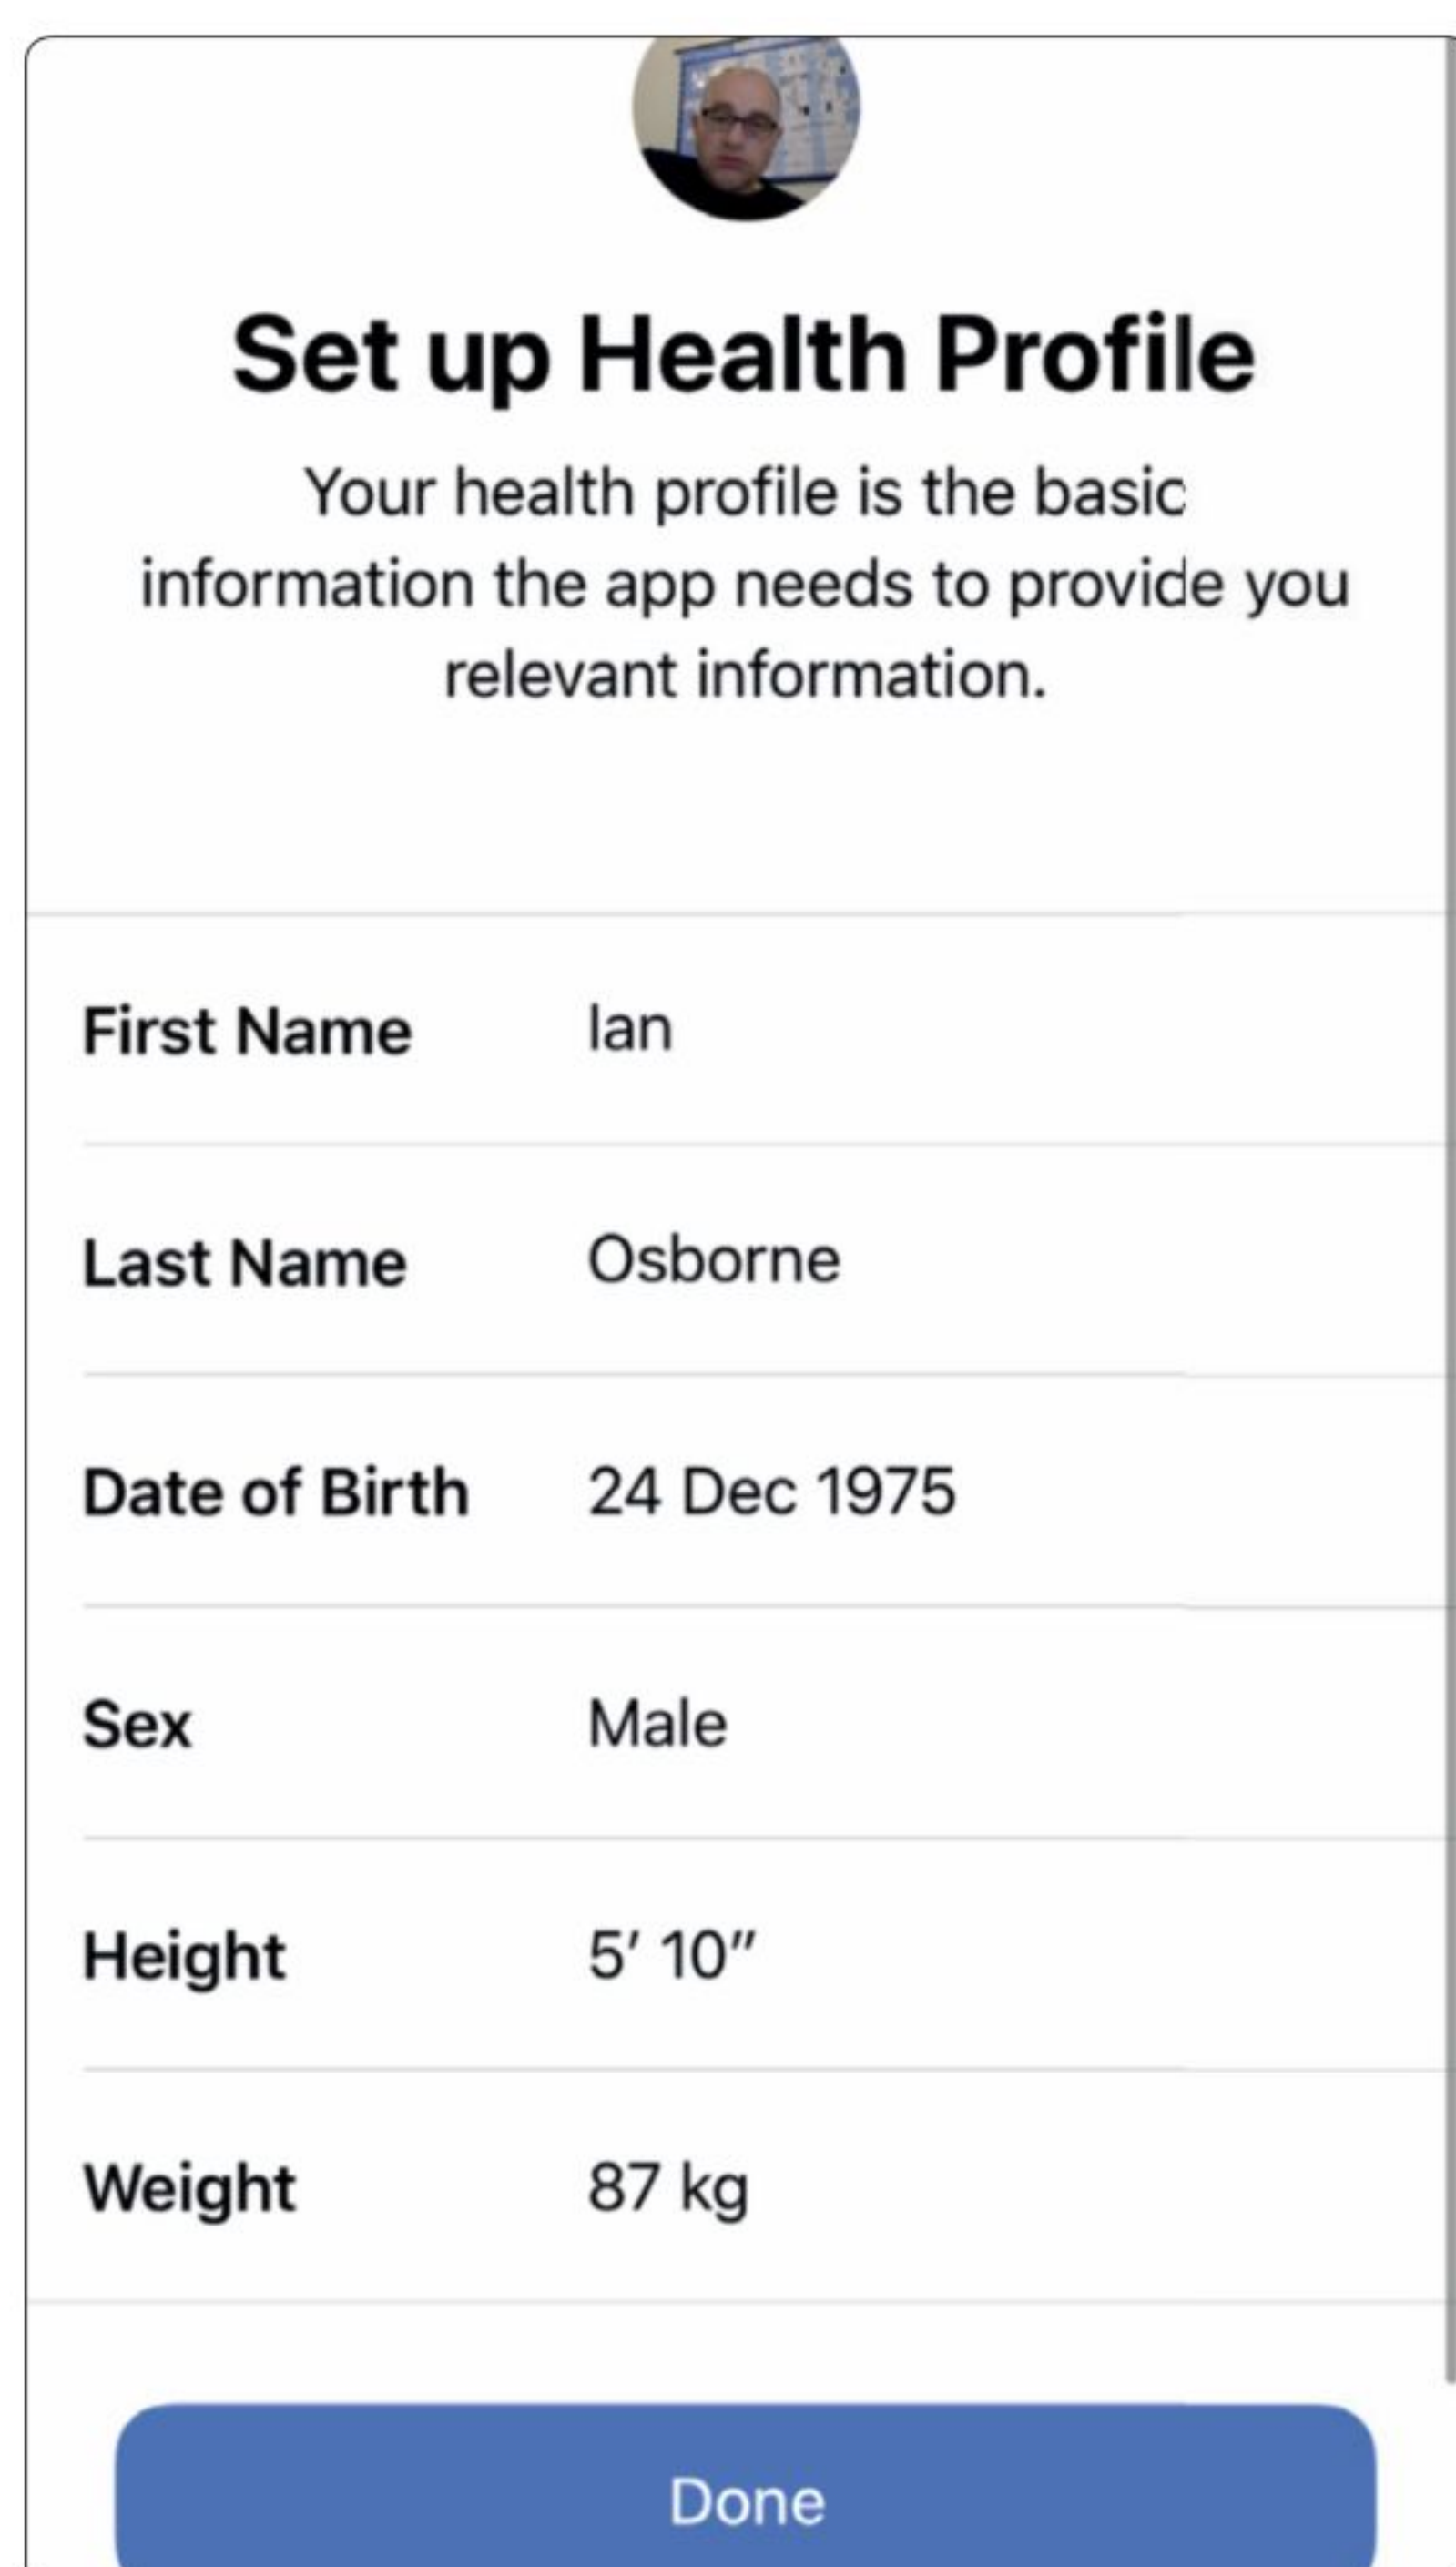 Set up Health Profile
Your health profile is the basic
information the app needs to provide you
relevant information.
First Name Ian
Last Name Osborne
Date of Birth 24 Dec 1975
Sex Male
Height 5′ 10″
Weight 87 kg
Done